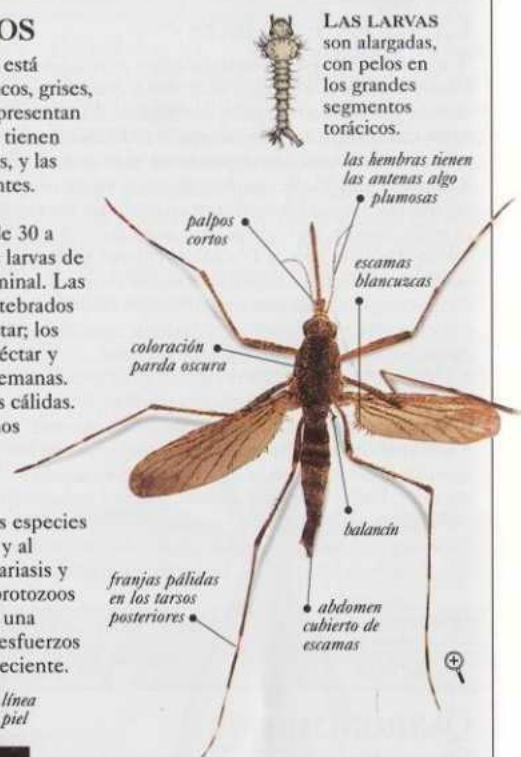 OS
está
cos, grises,
presentan
tienen
s, y las
ntes.
e 30 a
larvas de
minal. Las
tebrados
tar; los
éctar y
emanas.
s cálidas.
nos
s especies
y al
ariasis y
protozoos
una
esfuerzos
eciente.
línea
piel
LAS LARVAS
son alargadas,
con pelos en
los grandes
segmentos
torácicos.
las hembras tienen
las antenas algo
plumosas
palpos
cortos
escamas
blancuzcas
coloración
parda oscura
balancín
franjas pálidas
en los tarsos
posteriores
abdomen
cubierto de
escamas